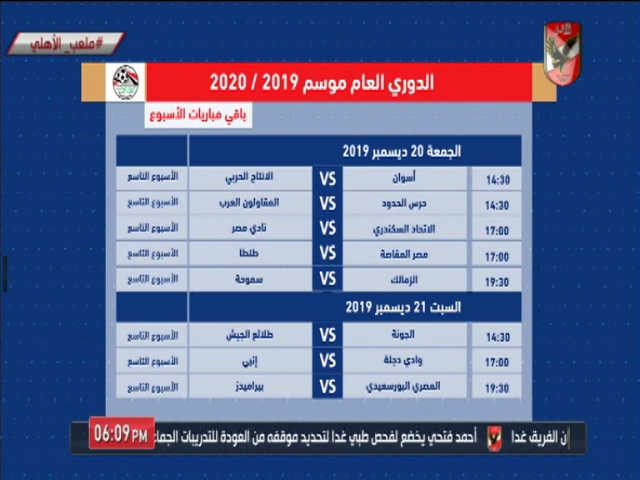 #ملعب_الأهلي
الدوري العام موسم 2019 / 2020
باقي مباريات الأسبوع
الجمعة 20 ديسمبر 2019
14:30 أسوان VS الانتاج الحربي الأسبوع التاسع
14:30 حرس الحدود VS المقاولون العرب الأسبوع التاسع
17:00 الاتحاد السكندري VS نادي مصر الأسبوع التاسع
17:00 مصر المقاصة VS طنطا الأسبوع التاسع
19:30 الزمالك VS سموحة الأسبوع التاسع
السبت 21 ديسمبر 2019
14:30 الجونة VS طلائع الجيش الأسبوع التاسع
17:00 وادي دجلة VS إنبي الأسبوع التاسع
19:30 المصري البورسعيدي VS بيراميدز الأسبوع التاسع
ن الفريق غدا أحمد فتحي يخضع لفحص طبي غدا لتحديد موقفه من العودة للتدريبات الجما
06:09 PM